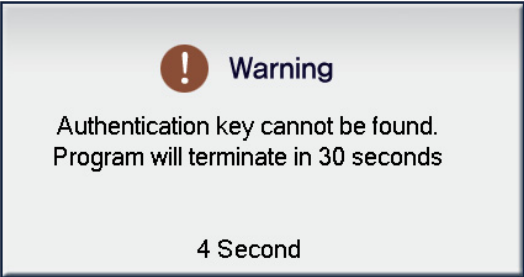 Warning
Authentication key cannot be found.
Program will terminate in 30 seconds
4 Second